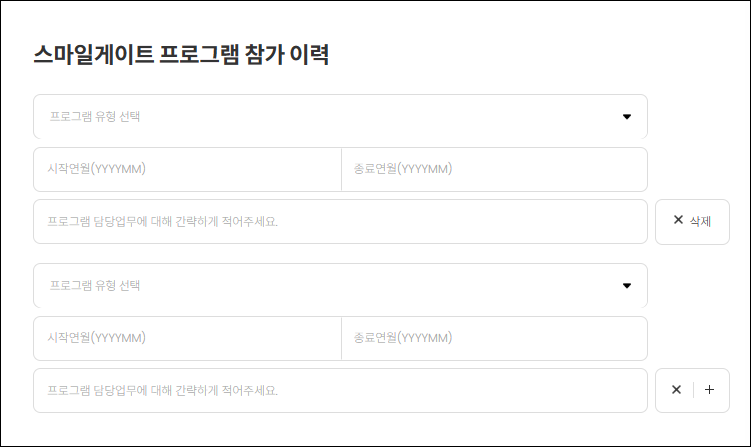 스마일게이트 프로그램 참가 이력
프로그램 유형 선택
시작연월(YYYYMM) 종료연월(YYYYMM)
프로그램 담당업무에 대해 간략하게 적어주세요. ✕ 삭제
프로그램 유형 선택
시작연월(YYYYMM) 종료연월(YYYYMM)
프로그램 담당업무에 대해 간략하게 적어주세요. ✕ | +